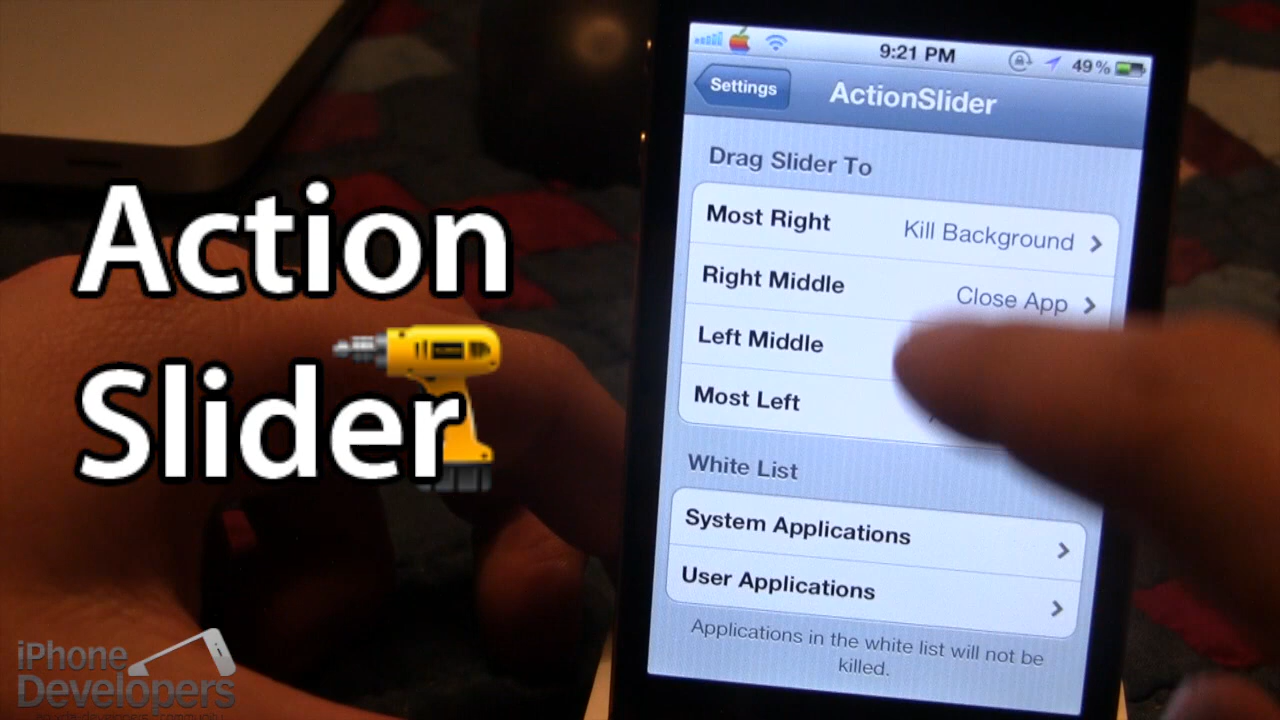 Action
Slider
9:21 PM
49%
Settings
ActionSlider
Drag Slider To
Most Right
Kill Background
Right Middle
Close App
Left Middle
Most Left
White List
System Applications
User Applications
Applications in the white list will not be
killed.
iPhone
Developers